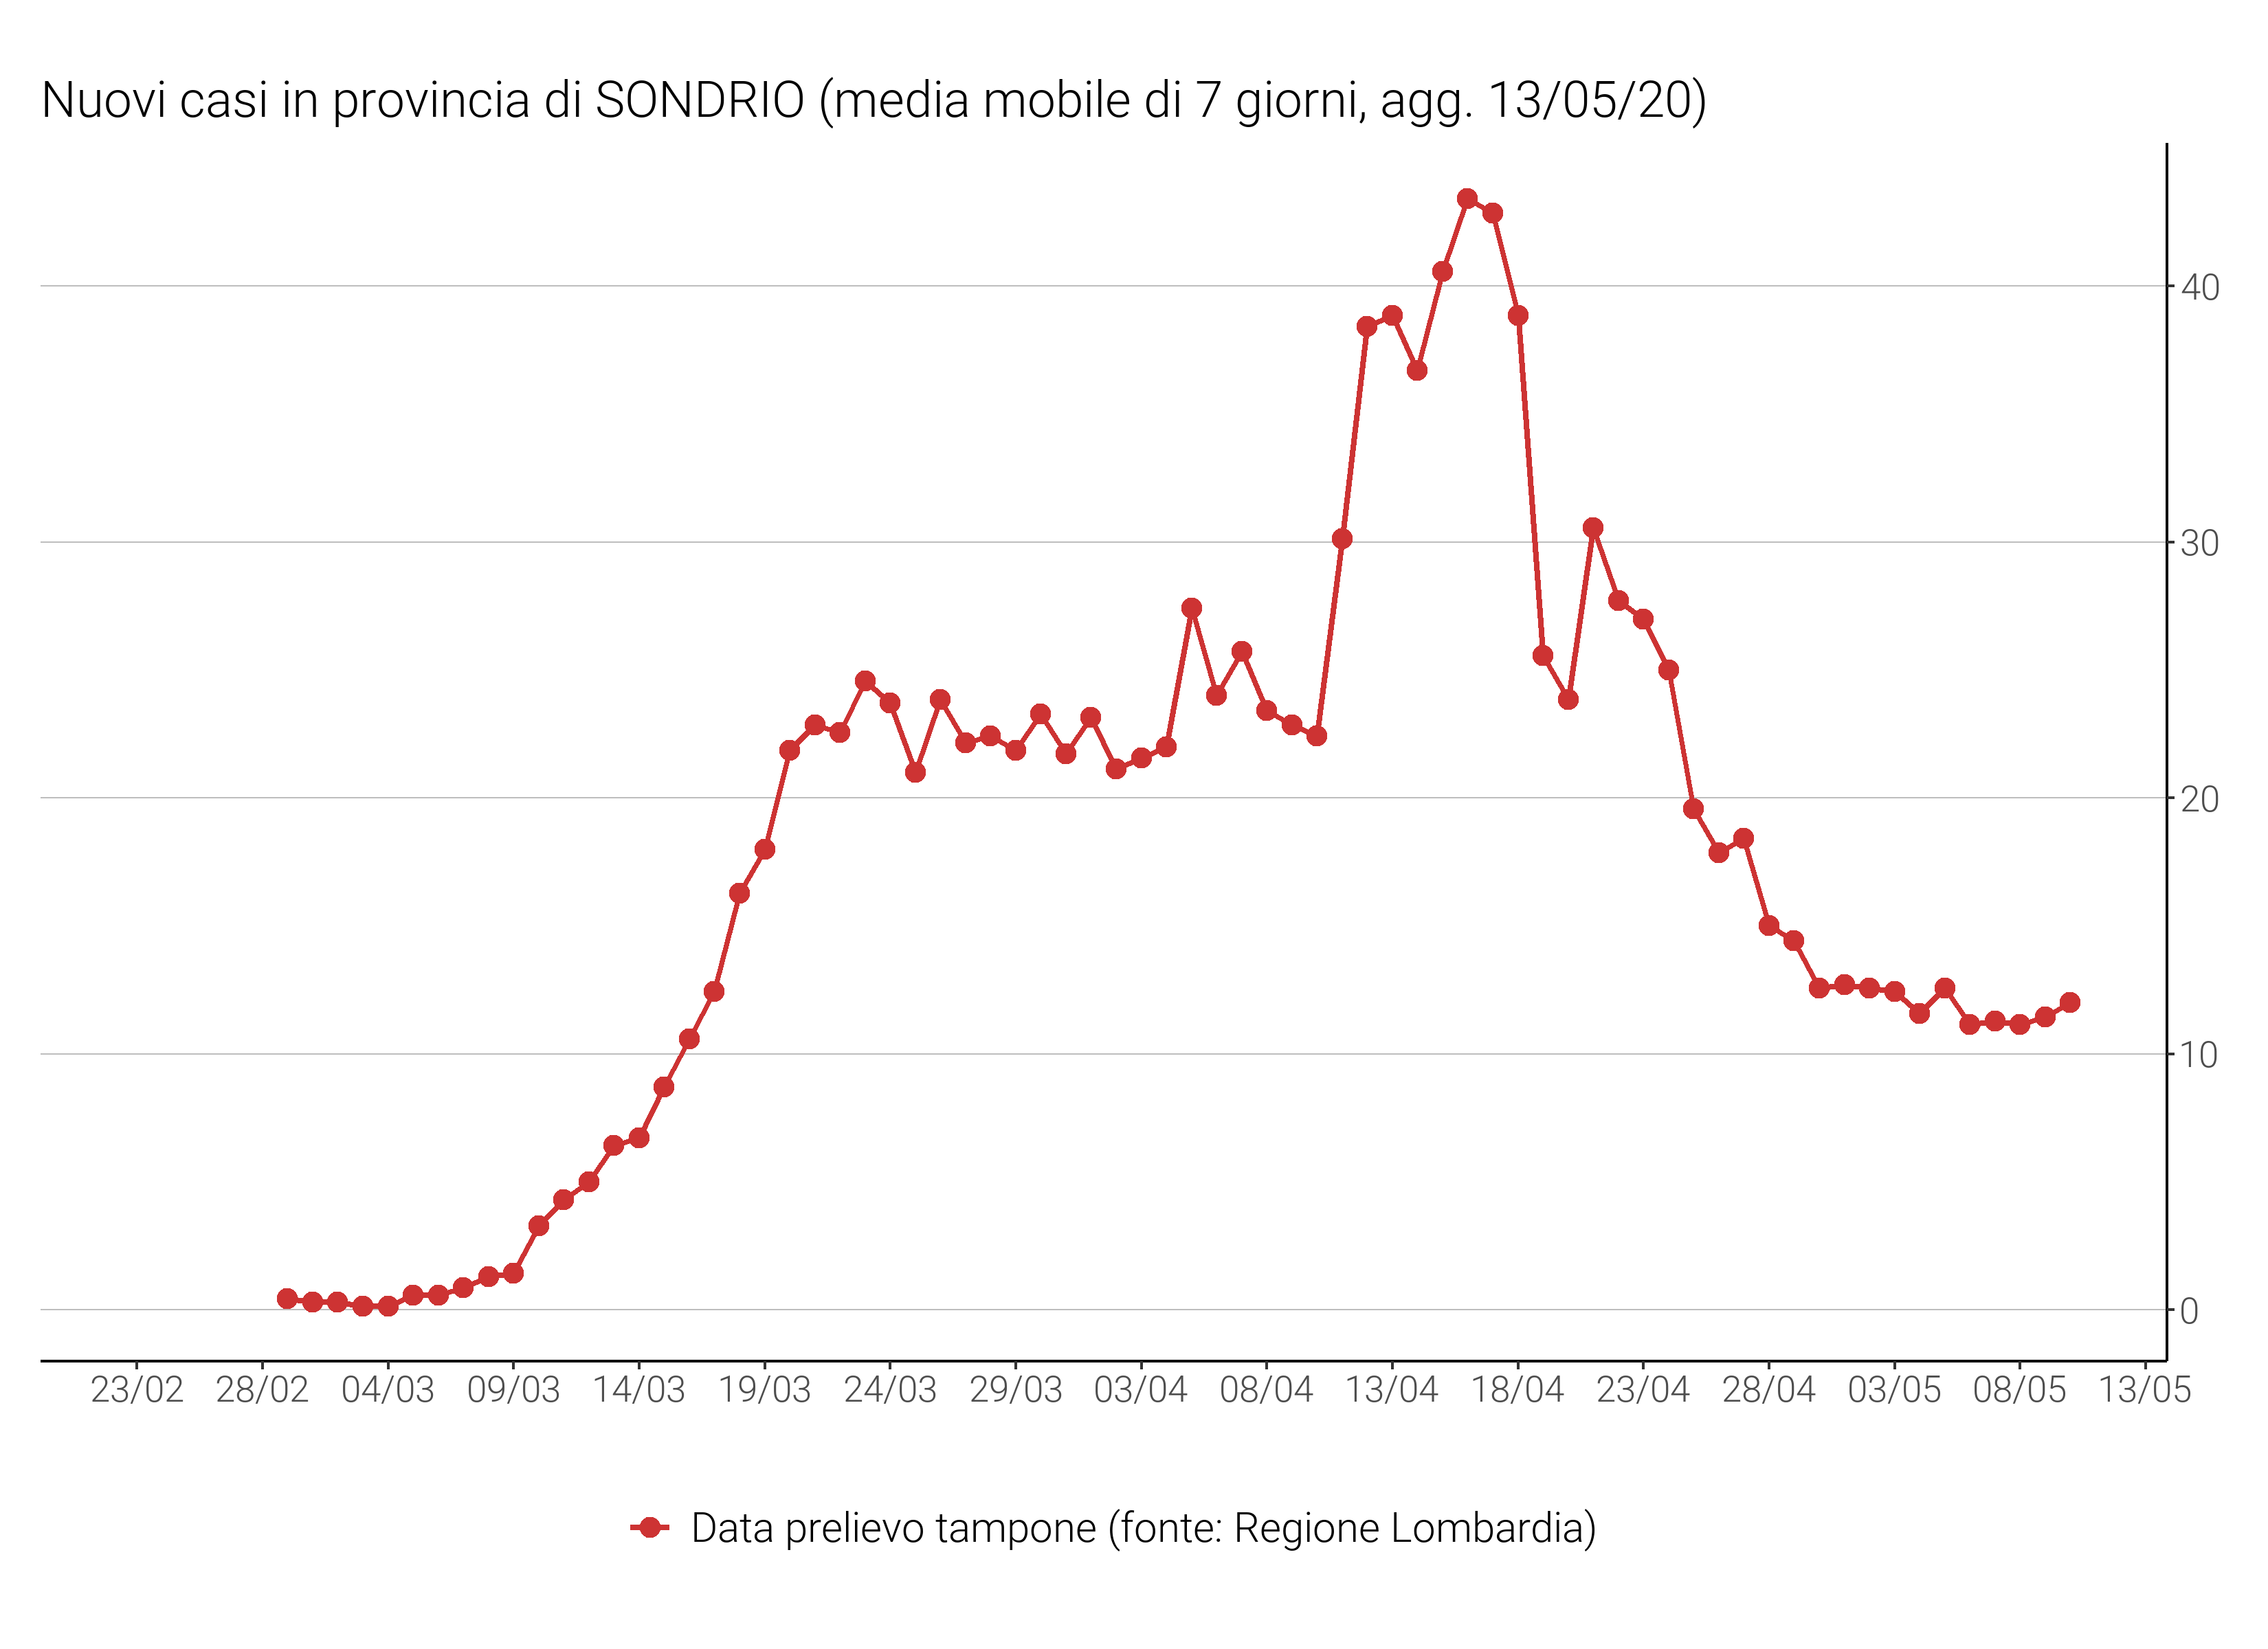 Nuovi casi in provincia di SONDRIO (media mobile di 7 giorni, agg. 13/05/20)
40
30
20
10
0
23/02 28/02 04/03 09/03 14/03 19/03 24/03 29/03 03/04 08/04 13/04 18/04 23/04 28/04 03/05 08/05 13/05
Data prelievo tampone (fonte: Regione Lombardia)